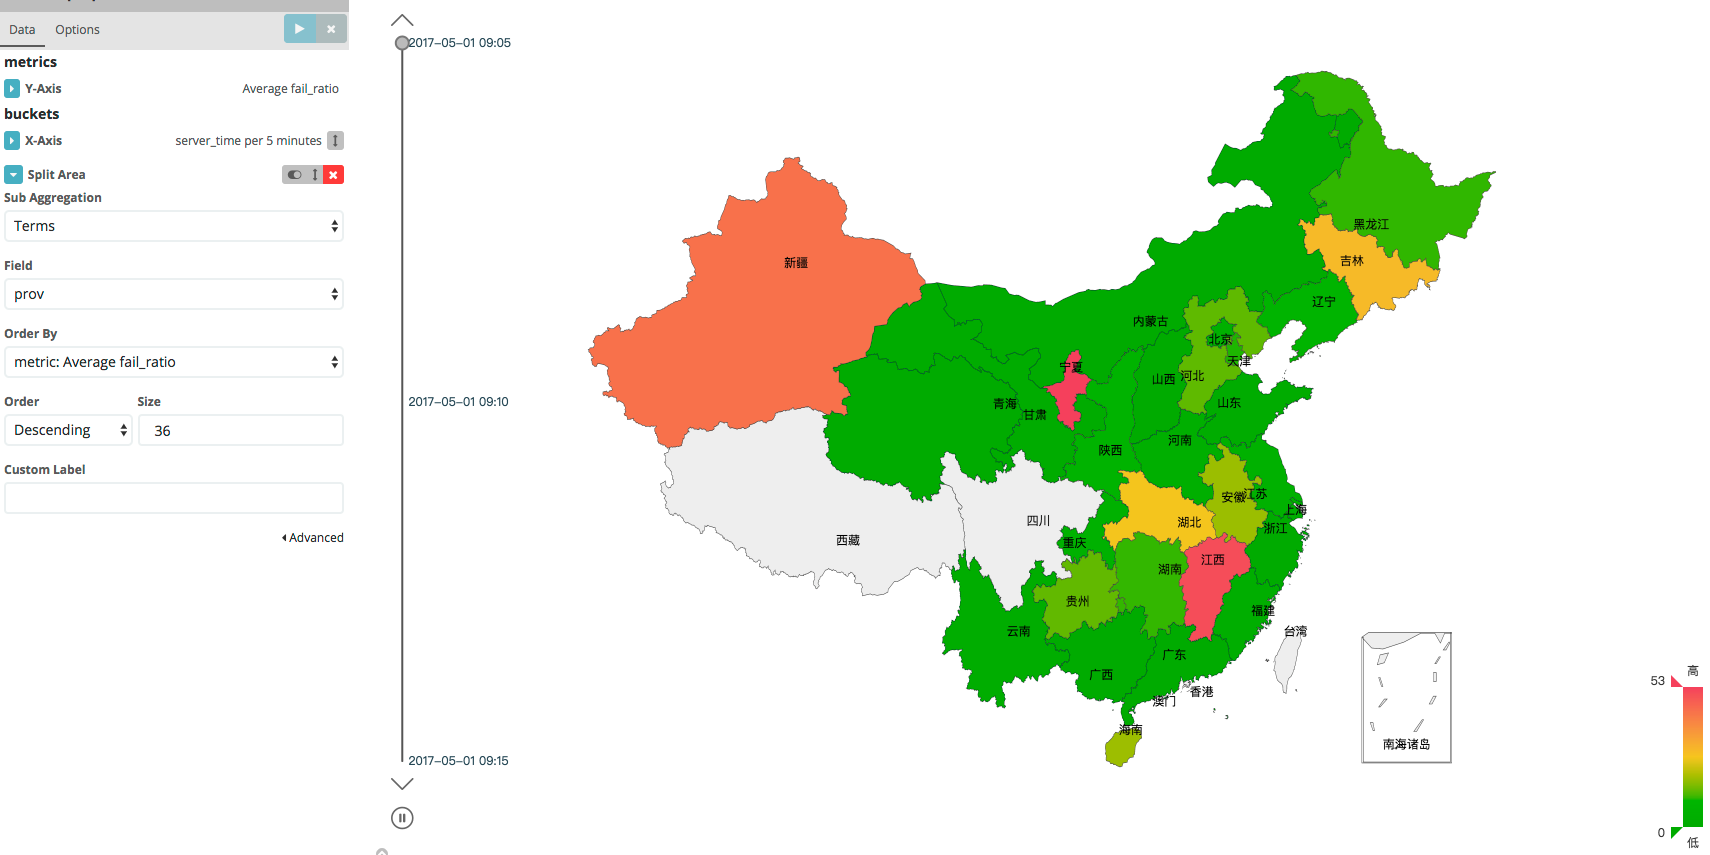 Data Options
metrics
Y-Axis Average fail_ratio
buckets
X-Axis server_time per 5 minutes
Split Area
Sub Aggregation
Terms
Field
prov
Order By
metric: Average fail_ratio
Order Size
Descending 36
Custom Label
Advanced
2017-05-01 09:05
2017-05-01 09:10
2017-05-01 09:15
黑龙江
吉林
新疆
辽宁
内蒙古
北京
天津
宁夏
山西
河北
青海
甘肃
山东
河南
陕西
安徽
江苏
上海
四川
湖北
浙江
西藏
重庆
江西
湖南
贵州
福建
云南
台湾
广东
广西
香港
澳门
海南
南海诸岛
高
53
0
低